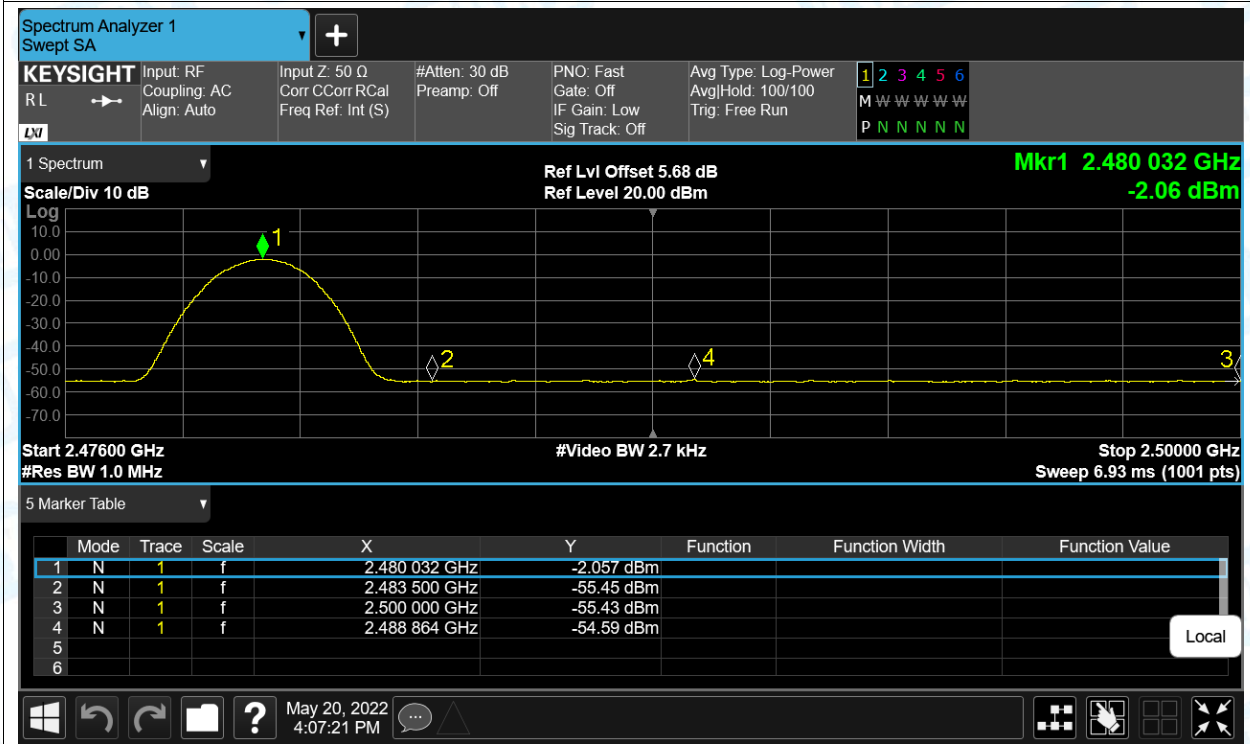 Spectrum Analyzer 1
Swept SA
+
KEYSIGHT Input: RF Input Z: 50 Ω #Atten: 30 dB PNO: Fast Avg Type: Log-Power 1 2 3 4 5 6
R L Coupling: AC Corr CCorr RCal Preamp: Off Gate: Off Avg|Hold: 100/100 M W W W W W
Align: Auto Freq Ref: Int (S) IF Gain: Low Trig: Free Run
LXI Sig Track: Off P N N N N N
1 Spectrum Ref Lvl Offset 5.68 dB Mkr1 2.480 032 GHz
Scale/Div 10 dB Ref Level 20.00 dBm -2.06 dBm
Log
10.0
1
0.00
-10.0
-20.0
-30.0
-40.0
2 4 3
-50.0
-60.0
-70.0
Start 2.47600 GHz #Video BW 2.7 kHz Stop 2.50000 GHz
#Res BW 1.0 MHz Sweep 6.93 ms (1001 pts)
5 Marker Table
Mode Trace Scale X Y Function Function Width Function Value
1 N 1 f 2.480 032 GHz -2.057 dBm
2 N 1 f 2.483 500 GHz -55.45 dBm
3 N 1 f 2.500 000 GHz -55.43 dBm
4 N 1 f 2.488 864 GHz -54.59 dBm
Local
5
6
? May 20, 2022
4:07:21 PM